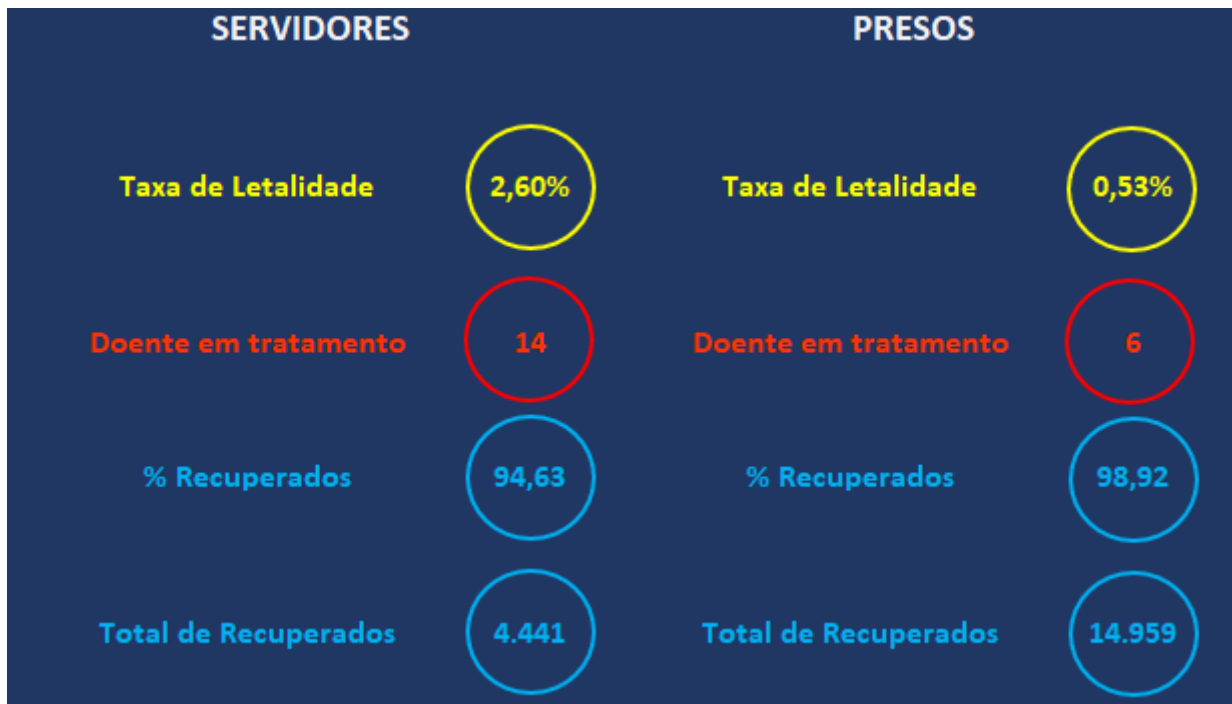 SERVIDORES
PRESOS
Taxa de Letalidade 2,60%
Taxa de Letalidade 0,53%
Doente em tratamento 14
Doente em tratamento 6
% Recuperados 94,63
% Recuperados 98,92
Total de Recuperados 4.441
Total de Recuperados 14.959